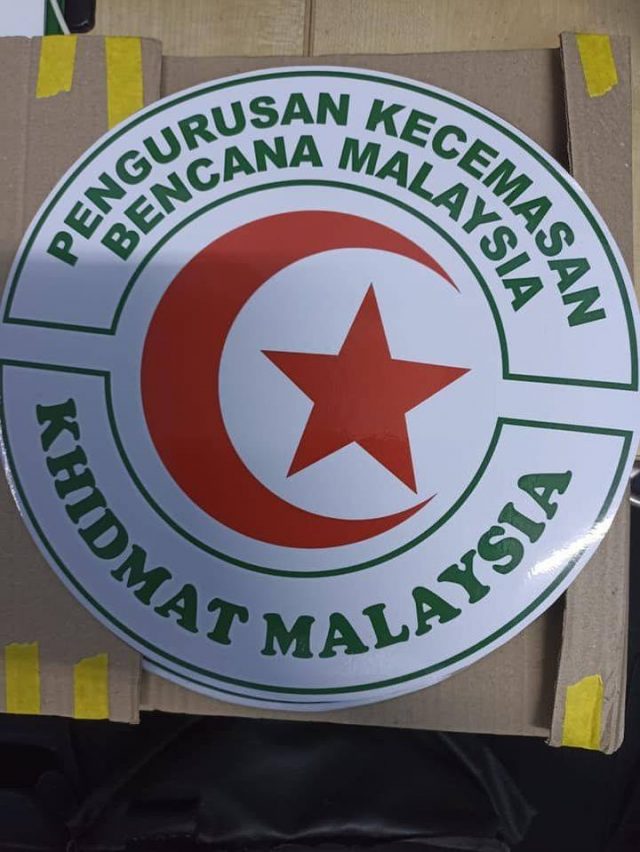 PENGURUSAN KECEMASAN
BENCANA MALAYSIA
KHIDMAT MALAYSIA